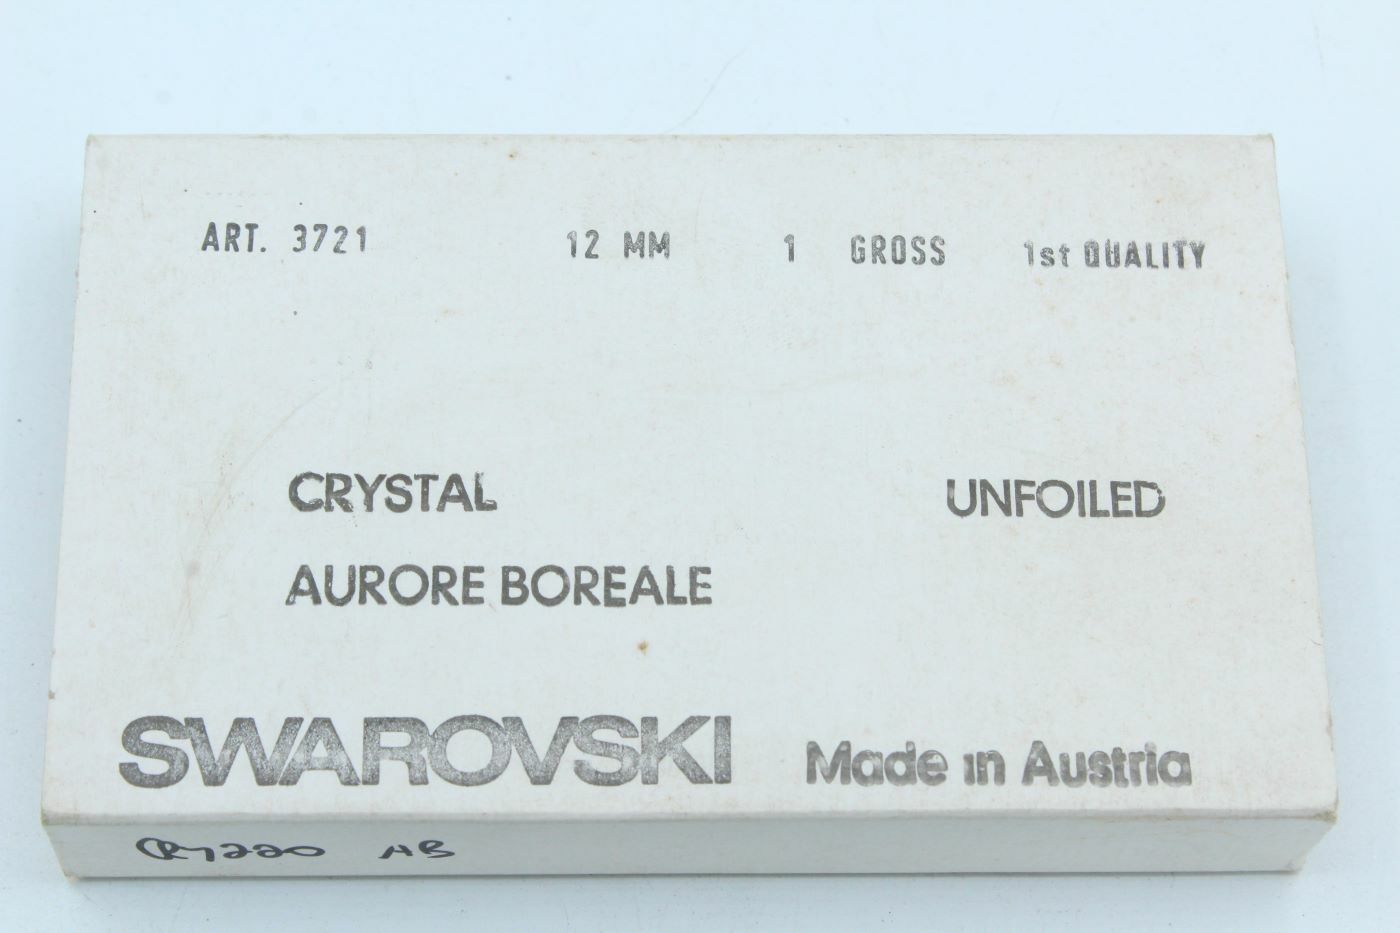 ART. 3721 12 MM 1 GROSS 1st QUALITY
CRYSTAL UNFOILED
AURORE BOREALE
SWAROVSKI Made in Austria
AB